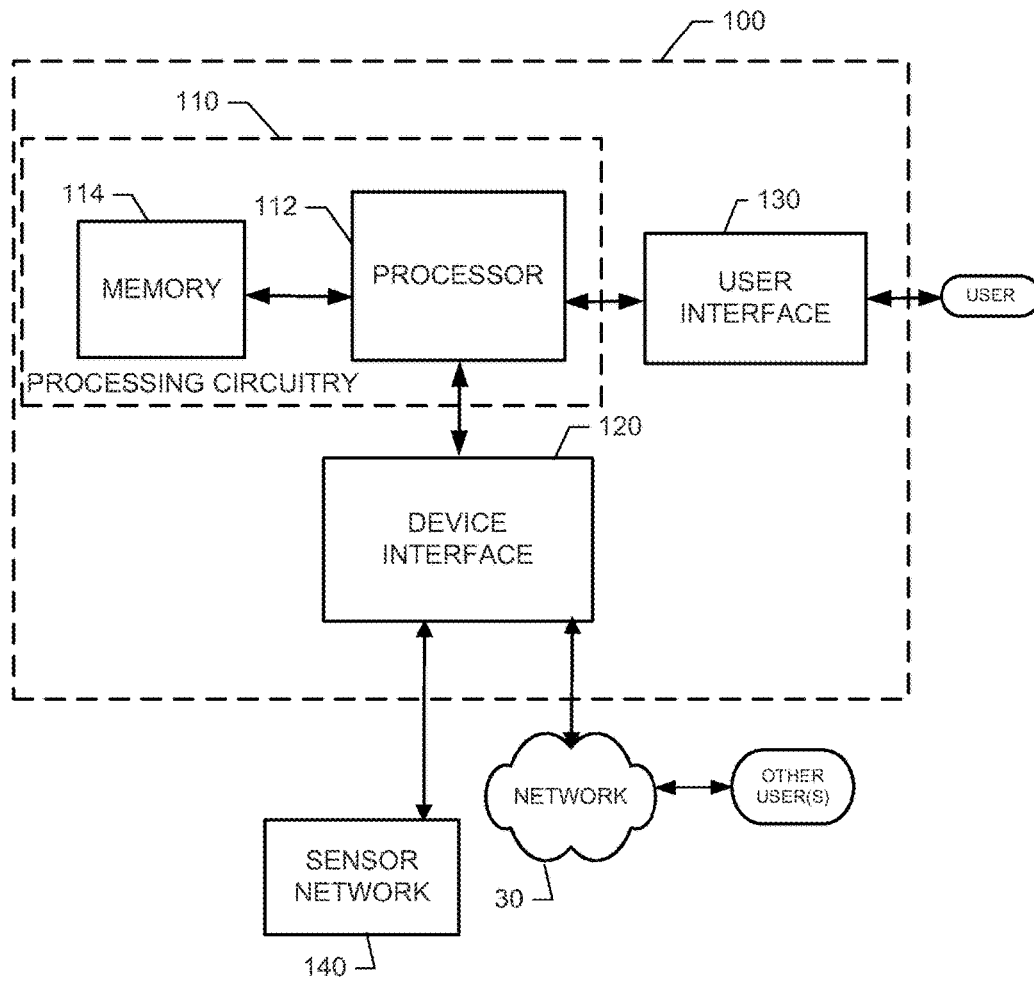 100
110
114
112
130
MEMORY
PROCESSOR
USER
INTERFACE
USER
PROCESSING CIRCUITRY
120
DEVICE
INTERFACE
NETWORK
OTHER
USER(S)
30
SENSOR
NETWORK
140